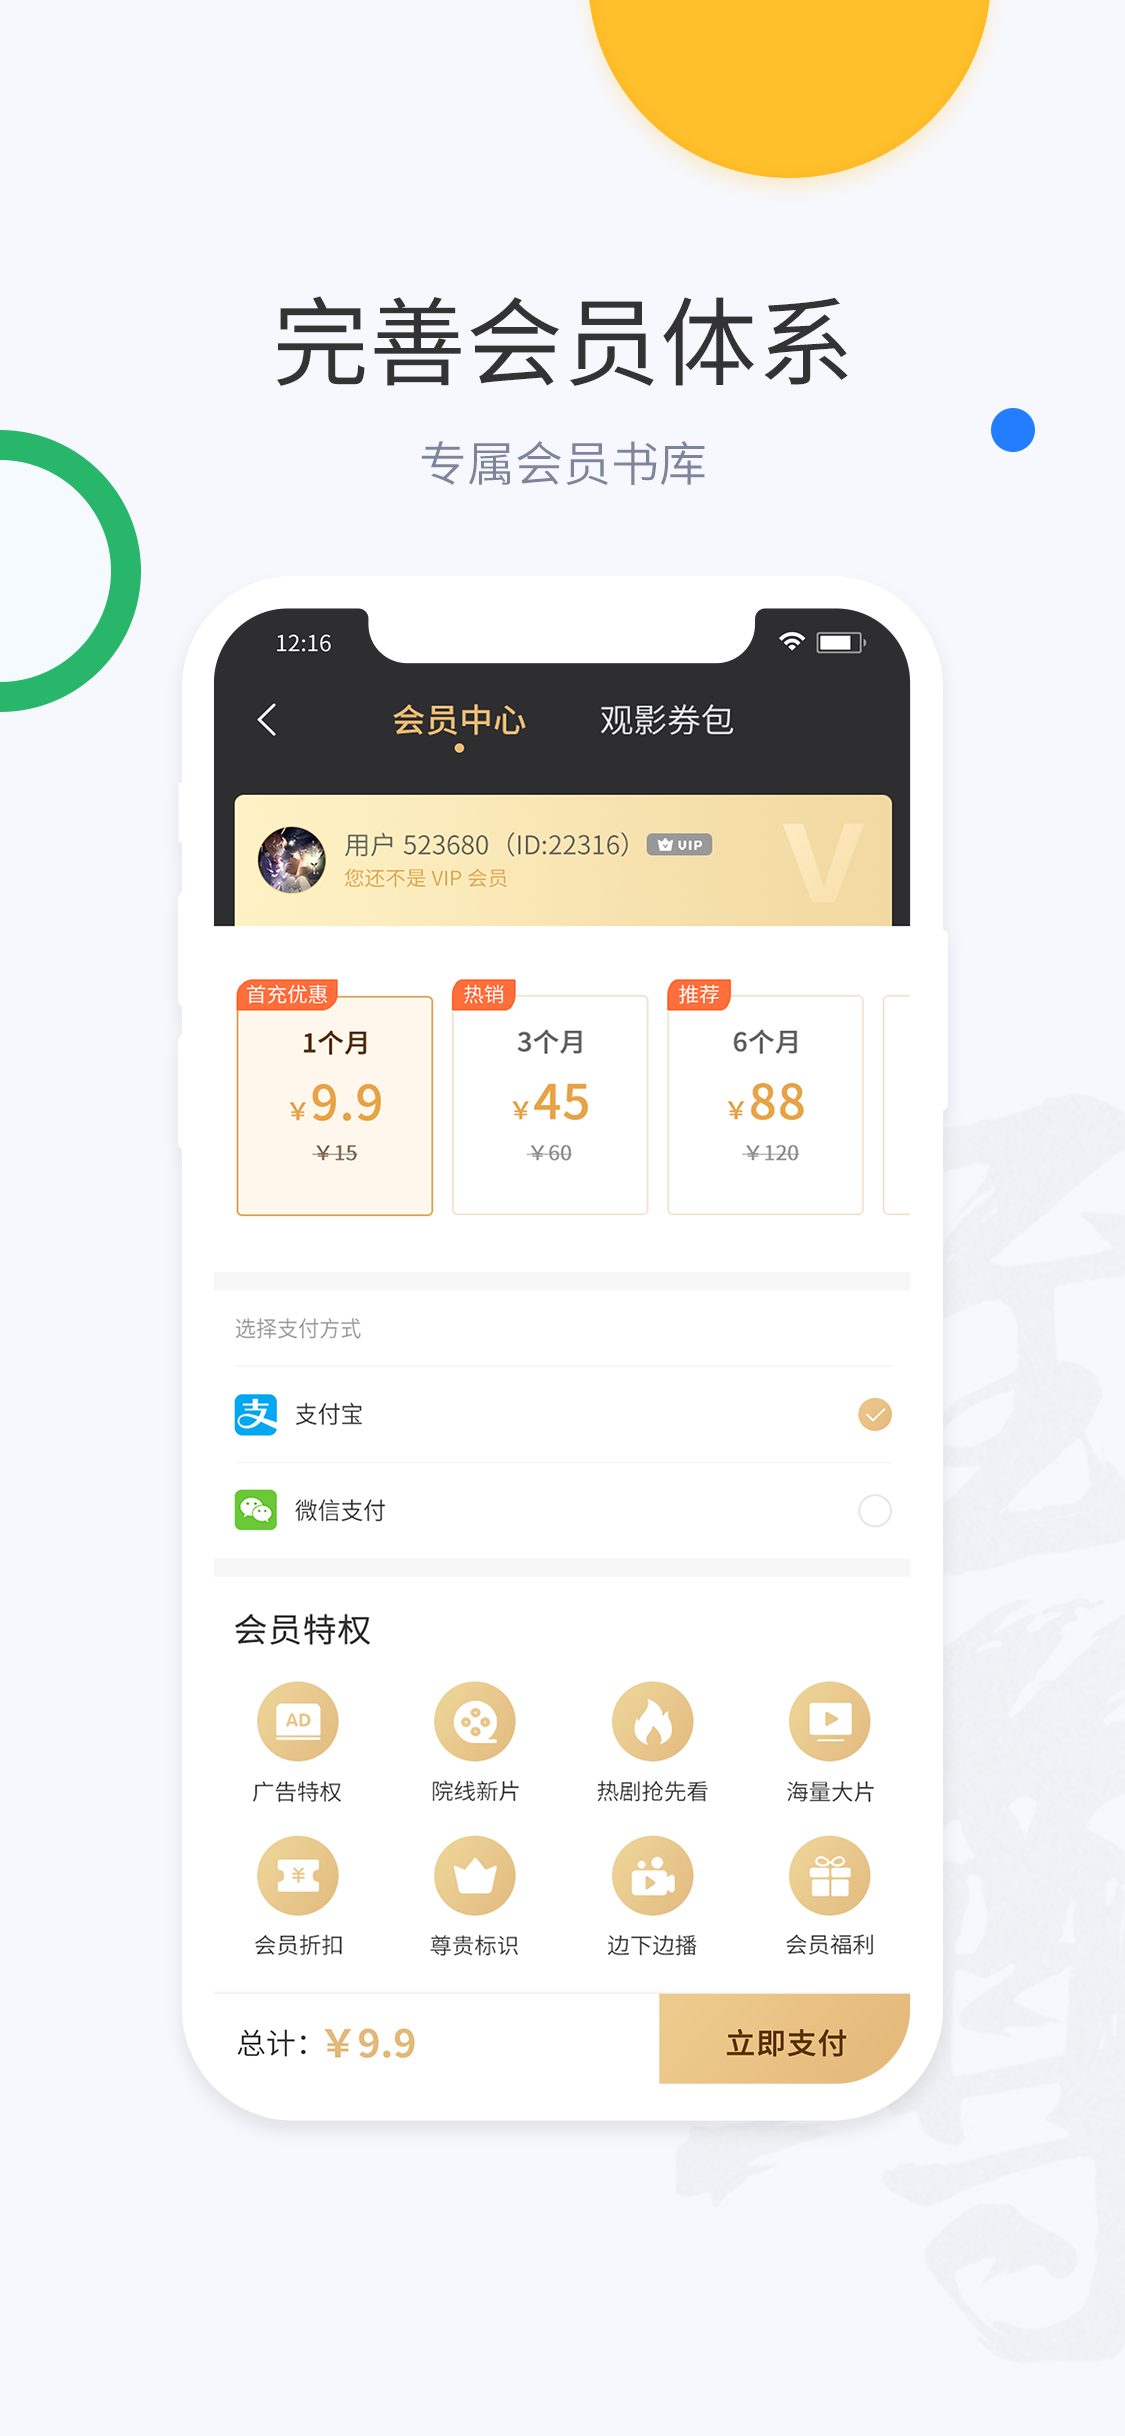 完善会员体系
专属会员书库
12:16
会员中心 观影券包
用户 523680（ID:22316） VIP
您还不是 VIP 会员
V
首充优惠 热销 推荐
1个月 3个月 6个月
¥9.9 ¥45 ¥88
¥15 ¥60 ¥120
选择支付方式
支 支付宝
微信支付
会员特权
AD
广告特权 院线新片 热剧抢先看 海量大片
¥
会员折扣 尊贵标识 边下边播 会员福利
总计：¥9.9 立即支付